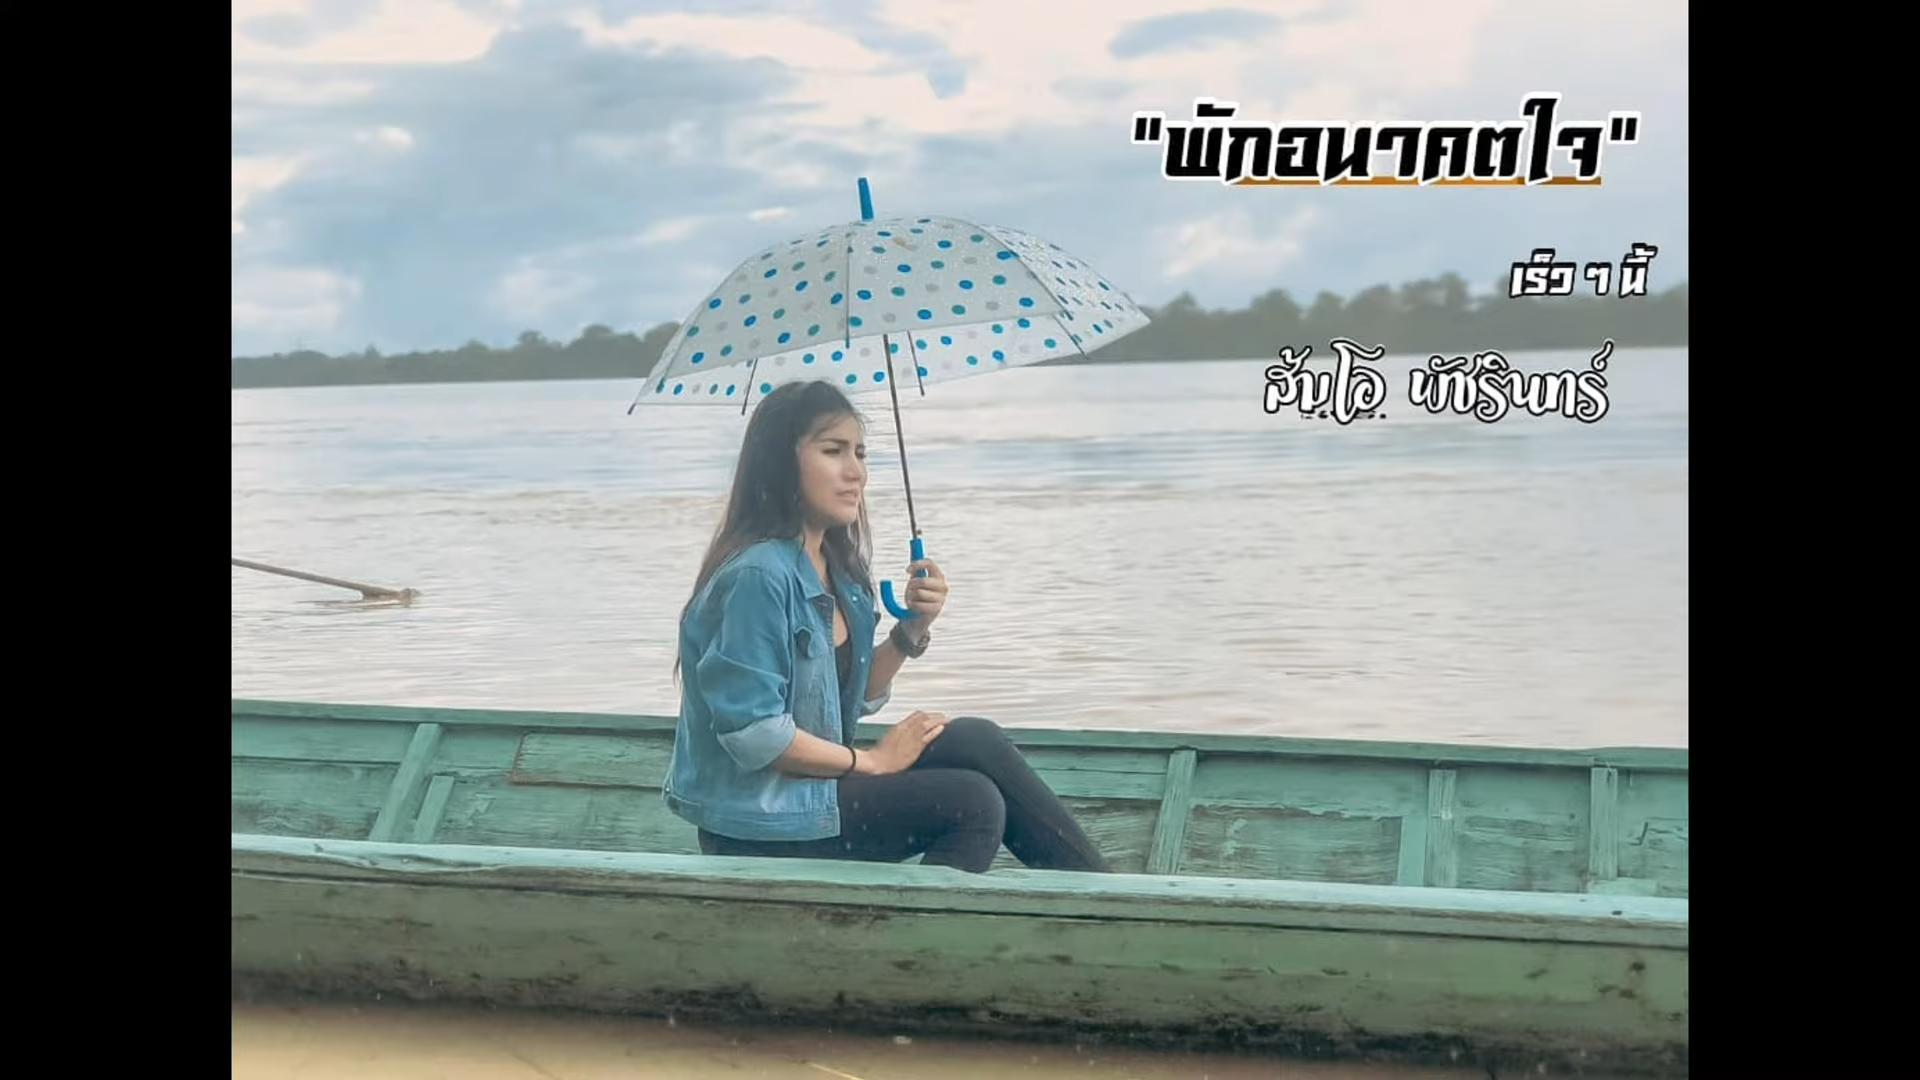 "พักอนาคตใจ"
เร็ว ๆ นี้
ส้มโอ พัชรินทร์